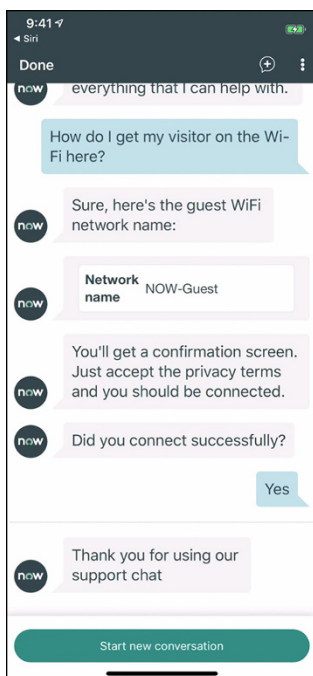 9:41
◀ Siri
Done
now
everything that I can help with.
How do I get my visitor on the Wi-
Fi here?
Sure, here's the guest WiFi
network name:
now
Network
name
NOW-Guest
now
You'll get a confirmation screen.
Just accept the privacy terms
and you should be connected.
now
now
Did you connect successfully?
Yes
Thank you for using our
support chat
now
Start new conversation